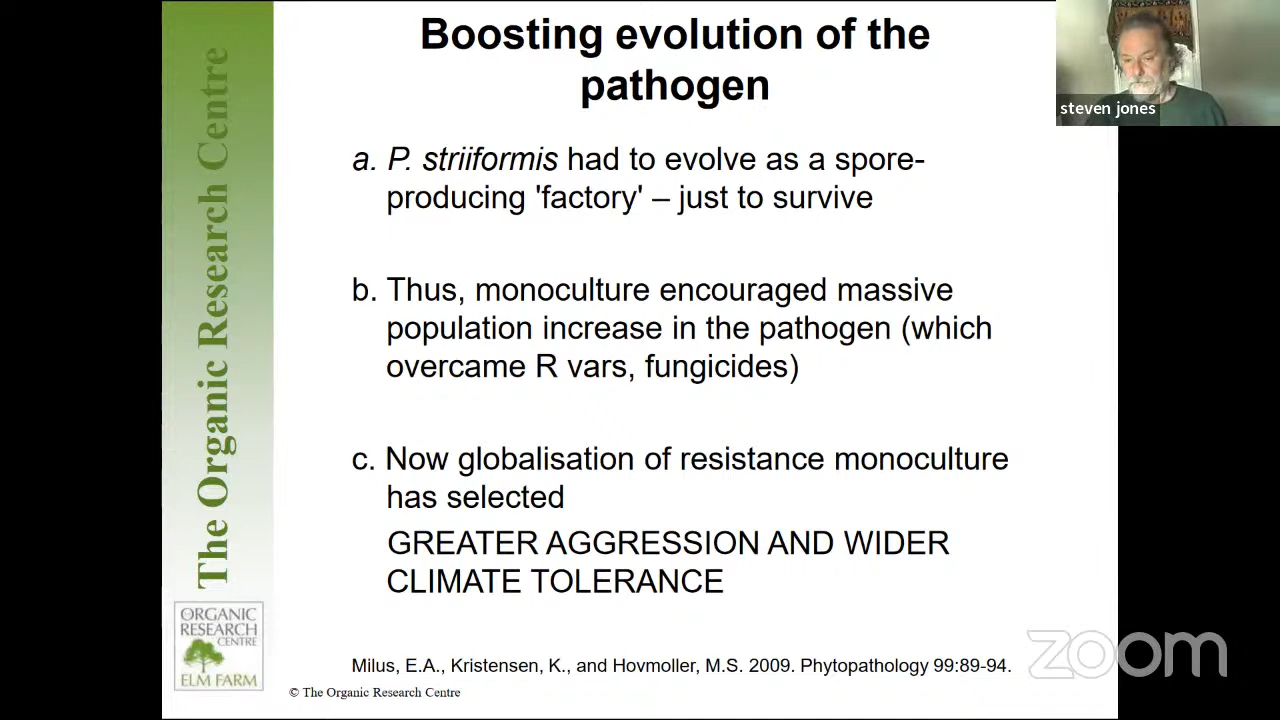 Boosting evolution of the
pathogen
steven jones
a. P. striiformis had to evolve as a spore-
producing 'factory' – just to survive
b. Thus, monoculture encouraged massive
population increase in the pathogen (which
overcame R vars, fungicides)
c. Now globalisation of resistance monoculture
has selected
GREATER AGGRESSION AND WIDER
CLIMATE TOLERANCE
Milus, E.A., Kristensen, K., and Hovmoller, M.S. 2009. Phytopathology 99:89-94.
© The Organic Research Centre
The Organic Research Centre
ORGANIC
RESEARCH
CENTRE
ELM FARM
zoom